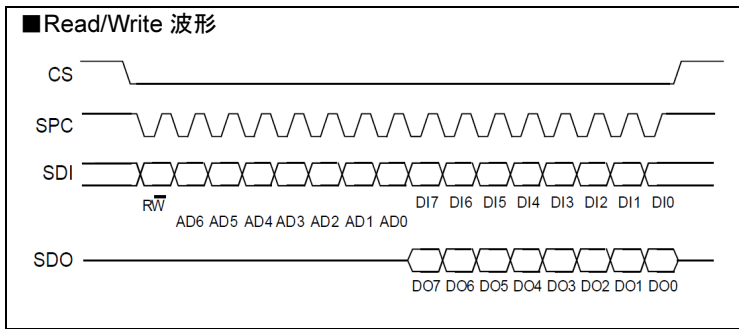 ■Read/Write 波形
CS
SPC
SDI
RW̅ DI7 DI6 DI5 DI4 DI3 DI2 DI1 DI0
AD6 AD5 AD4 AD3 AD2 AD1 AD0
SDO
DO7 DO6 DO5 DO4 DO3 DO2 DO1 DO0